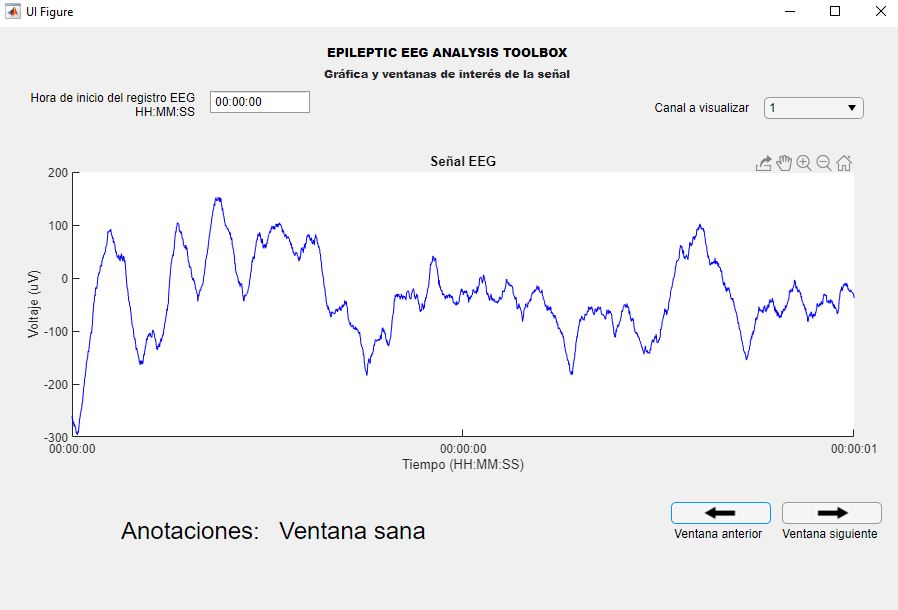 UI Figure
EPILEPTIC EEG ANALYSIS TOOLBOX
Gráfica y ventanas de interés de la señal
Hora de inicio del registro EEG
HH:MM:SS
00:00:00
Canal a visualizar
1
Señal EEG
200
100
0
-100
-200
-300
Voltaje (uV)
00:00:00
00:00:00
00:00:01
Tiempo (HH:MM:SS)
Anotaciones: Ventana sana
Ventana anterior
Ventana siguiente